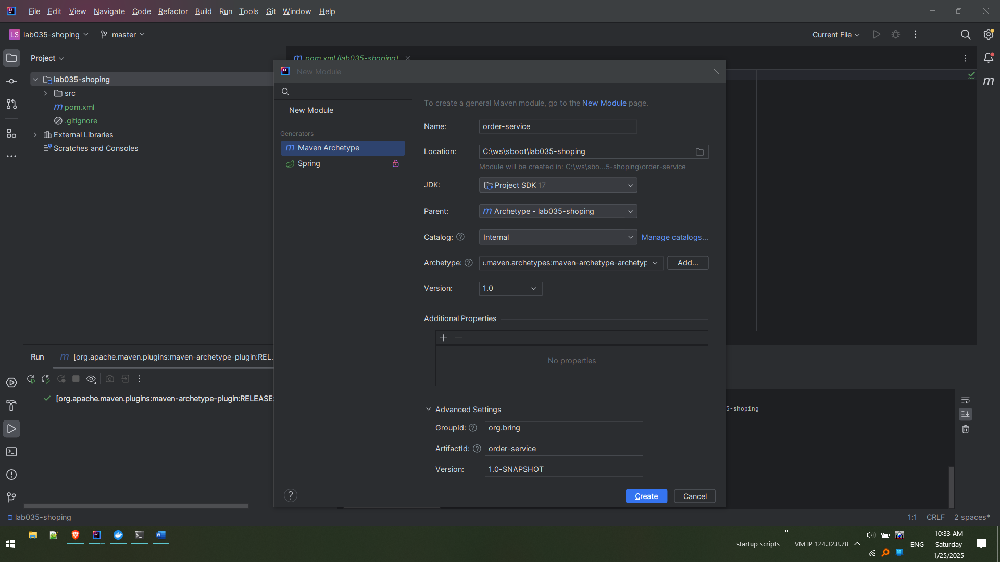 File Edit View Navigate Code Refactor Build Run Tools Git Window Help
LS lab035-shoping master Current File
Project
pom.xml (lab035-shoping)
lab035-shoping
src
pom.xml
.gitignore
External Libraries
Scratches and Consoles
New Module
New Module
Generators
Maven Archetype
Spring
To create a general Maven module, go to the New Module page.
Name: order-service
Location: C:\ws\sboot\lab035-shoping
Module will be created in: C:\ws\sbo...5-shoping\order-service
JDK: Project SDK 17
Parent: Archetype - lab035-shoping
Catalog: Internal Manage catalogs...
Archetype: e.maven.archetypes:maven-archetype-archetyp Add...
Version: 1.0
Additional Properties
No properties
Advanced Settings
GroupId: org.bring
ArtifactId: order-service
Version: 1.0-SNAPSHOT
Create Cancel
Run [org.apache.maven.plugins:maven-archetype-plugin:REL...
[org.apache.maven.plugins:maven-archetype-plugin:RELEASE:
5-shoping
lab035-shoping
1:1 CRLF 2 spaces*
startup scripts VM IP 124.32.8.78 ENG
10:33 AM
Saturday
1/25/2025